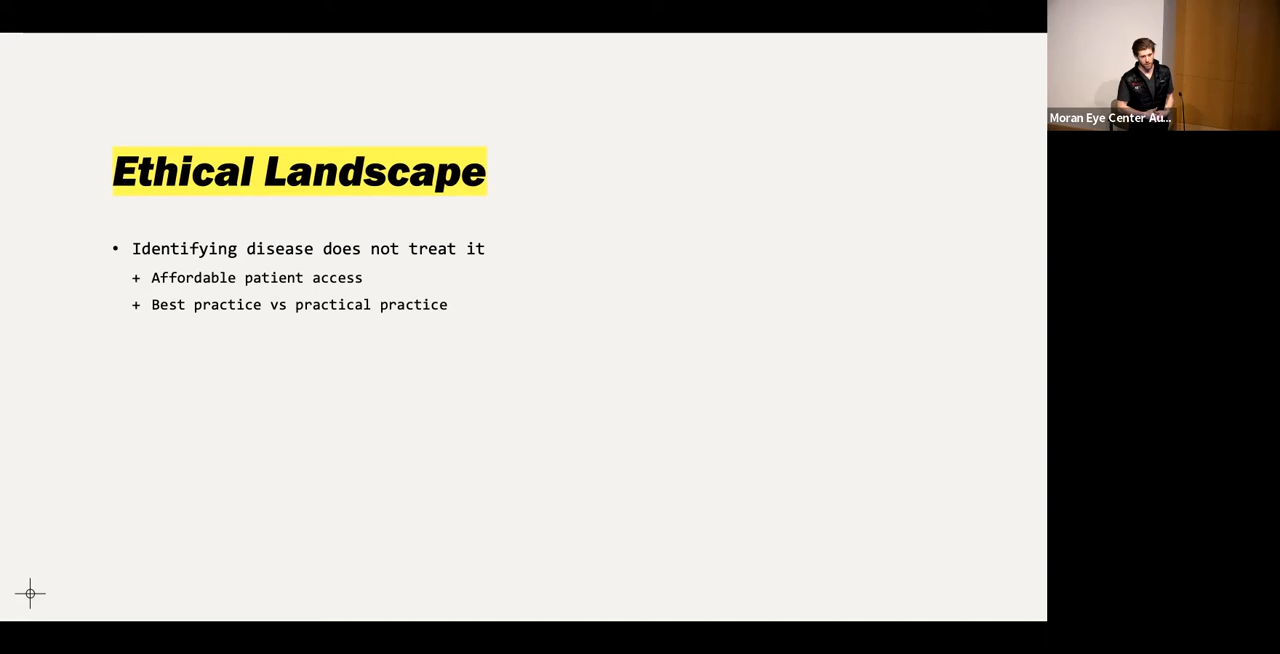 Ethical Landscape
• Identifying disease does not treat it
+ Affordable patient access
+ Best practice vs practical practice
Moran Eye Center Au...